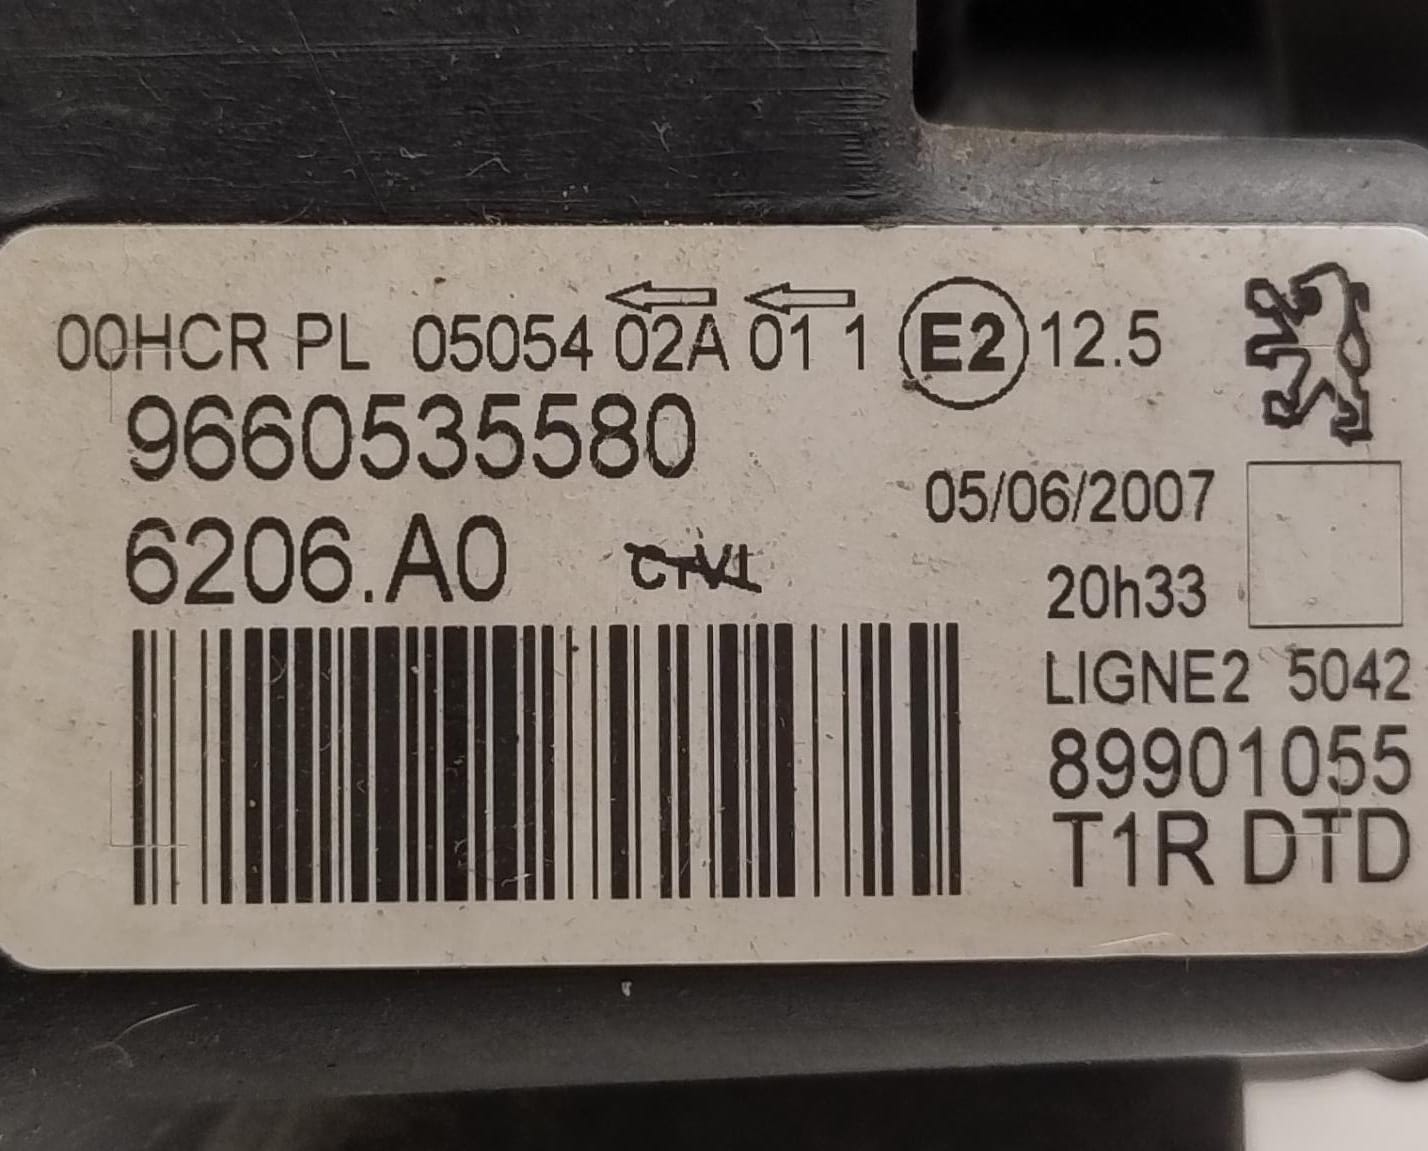 00HCR PL 05054 02A 01 1 E2 12.5
9660535580
05/06/2007
6206.A0
20h33
LIGNE2 5042
89901055
T1R DTD